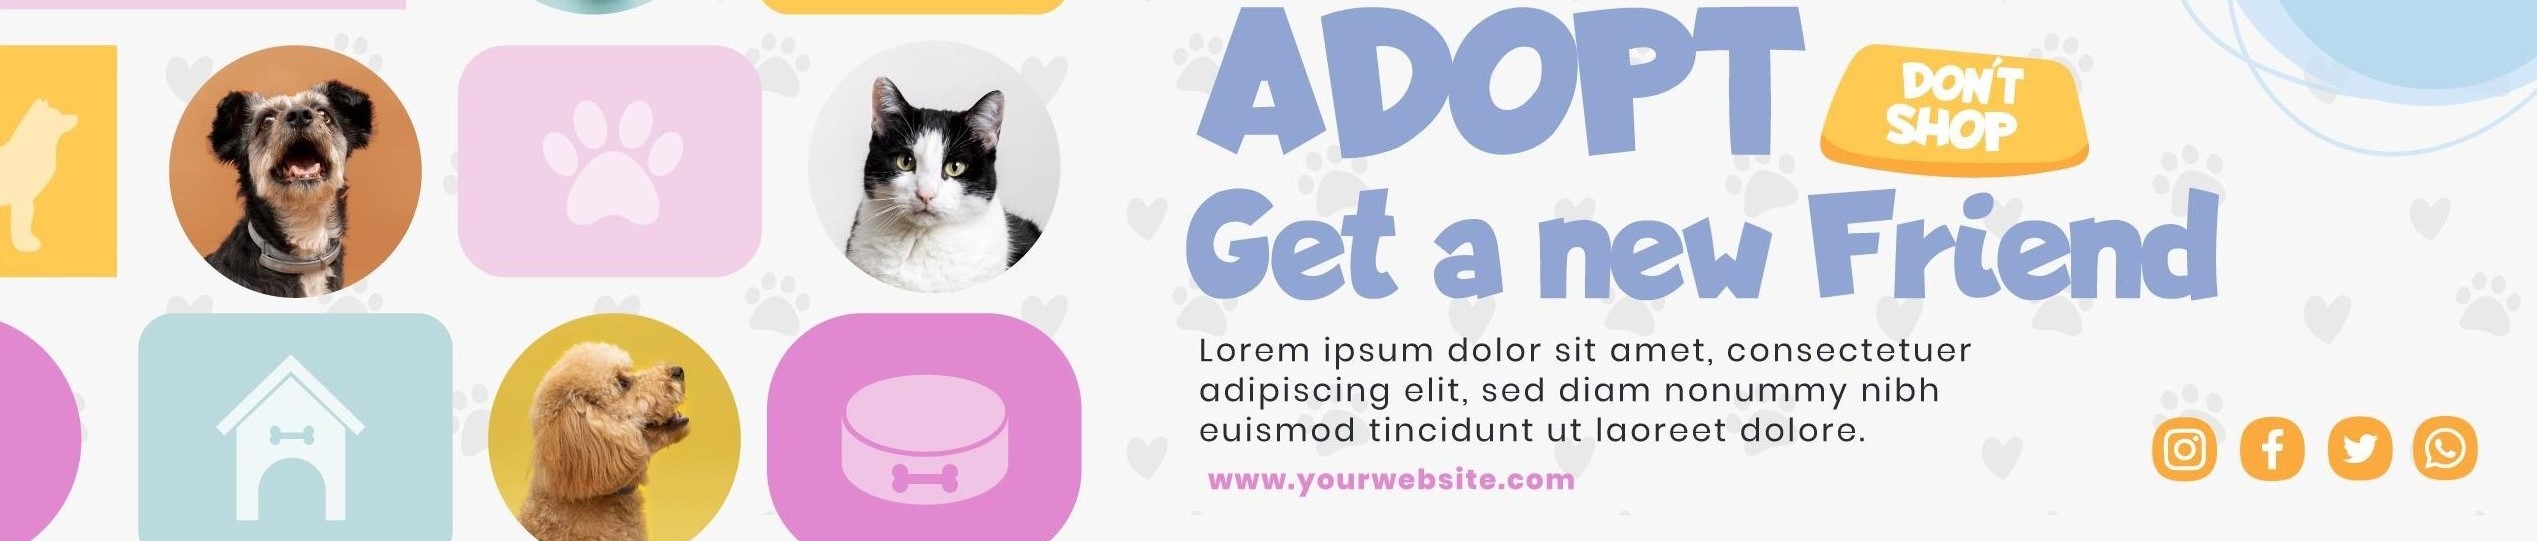 ADOPT
DON'T
SHOP
Get a new Friend
Lorem ipsum dolor sit amet, consectetuer
adipiscing elit, sed diam nonummy nibh
euismod tincidunt ut laoreet dolore.
www.yourwebsite.com